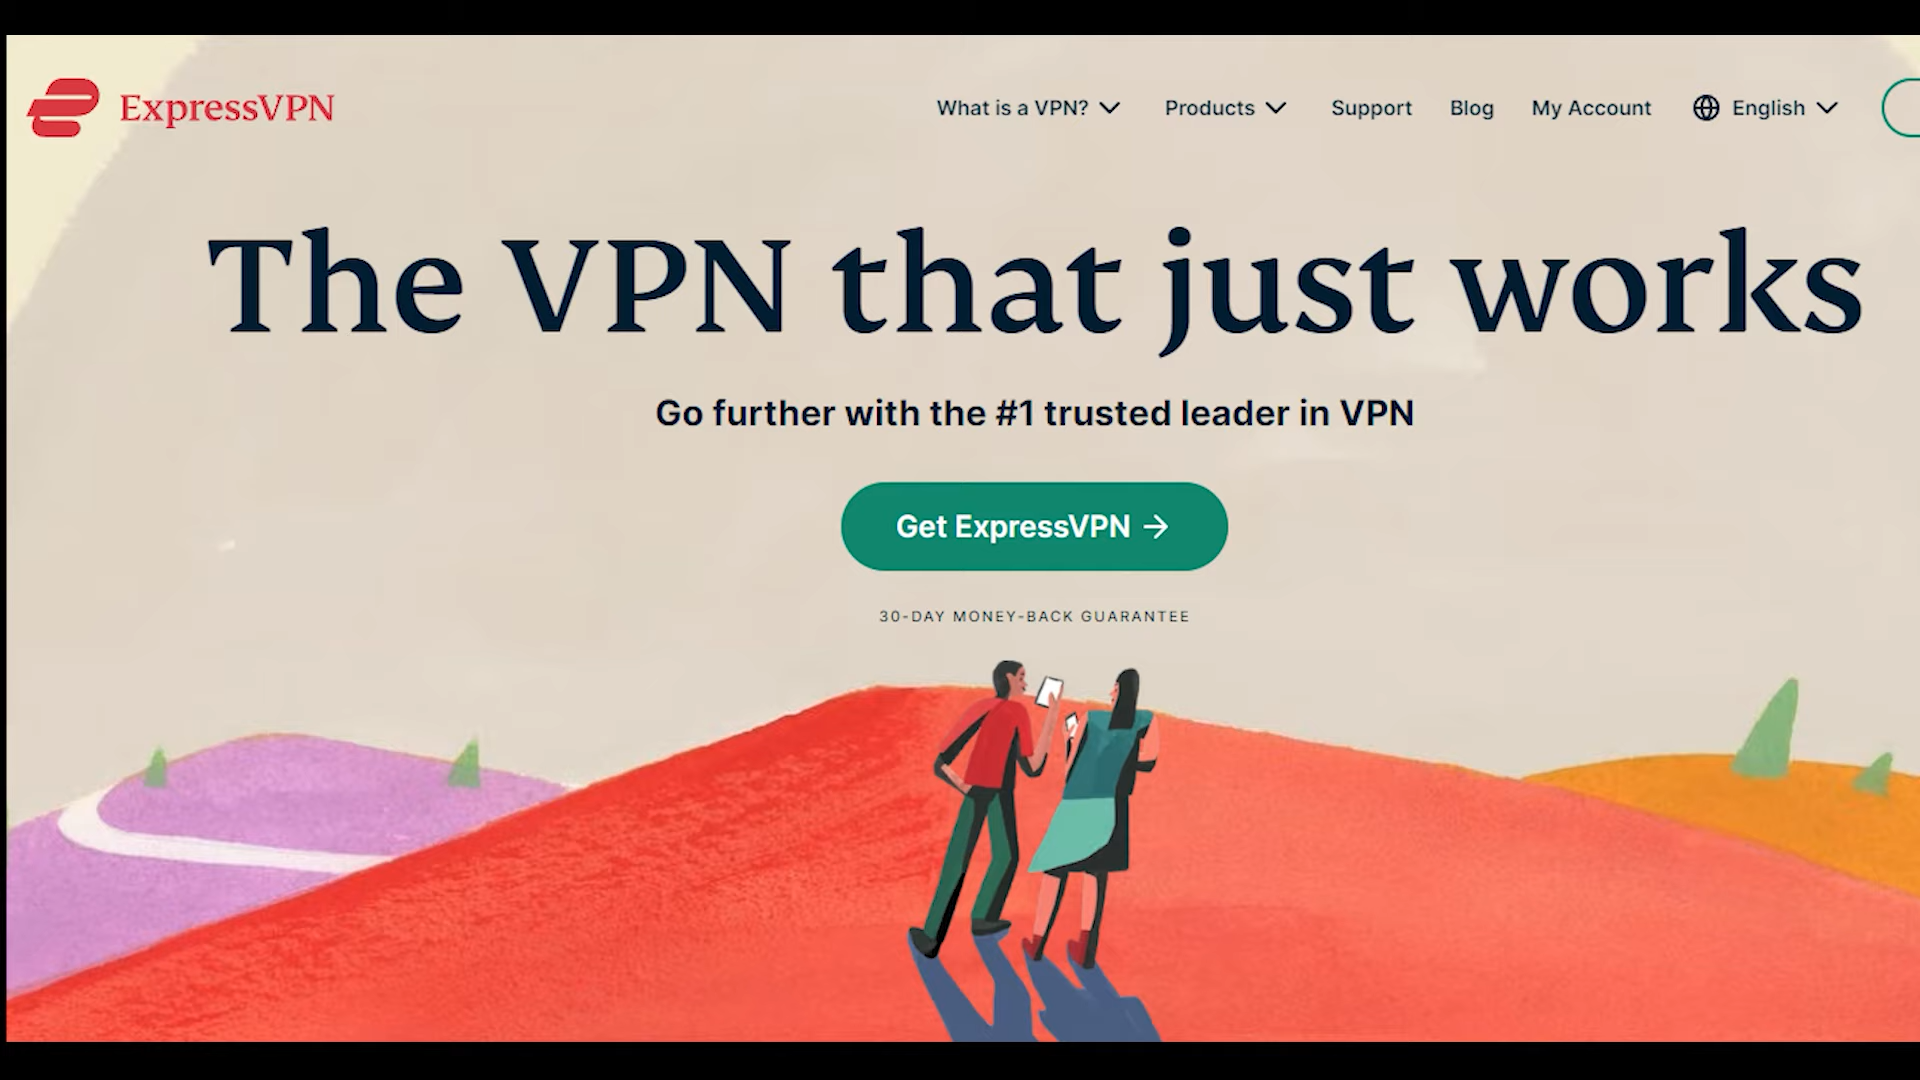 ExpressVPN
What is a VPN? Products Support Blog My Account English
The VPN that just works
Go further with the #1 trusted leader in VPN
Get ExpressVPN →
30-DAY MONEY-BACK GUARANTEE